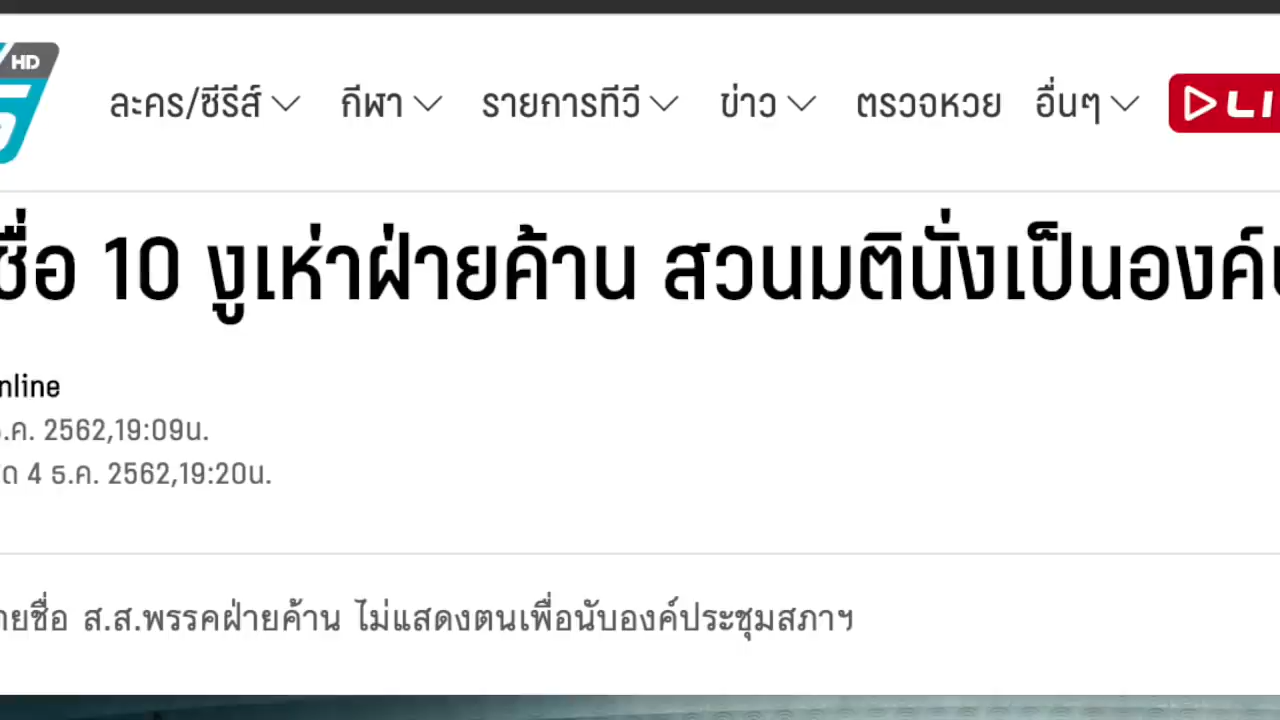 HD
ละคร/ซีรีส์ กีฬา รายการทีวี ข่าว ตรวจหวย อื่นๆ
ชื่อ 10 งูเห่าฝ่ายค้าน สวนมตินั่งเป็นองค์
nline
.ค. 2562,19:09น.
4 ธ.ค. 2562,19:20น.
ายชื่อ ส.ส.พรรคฝ่ายค้าน ไม่แสดงตนเพื่อนับองค์ประชุมสภาฯ